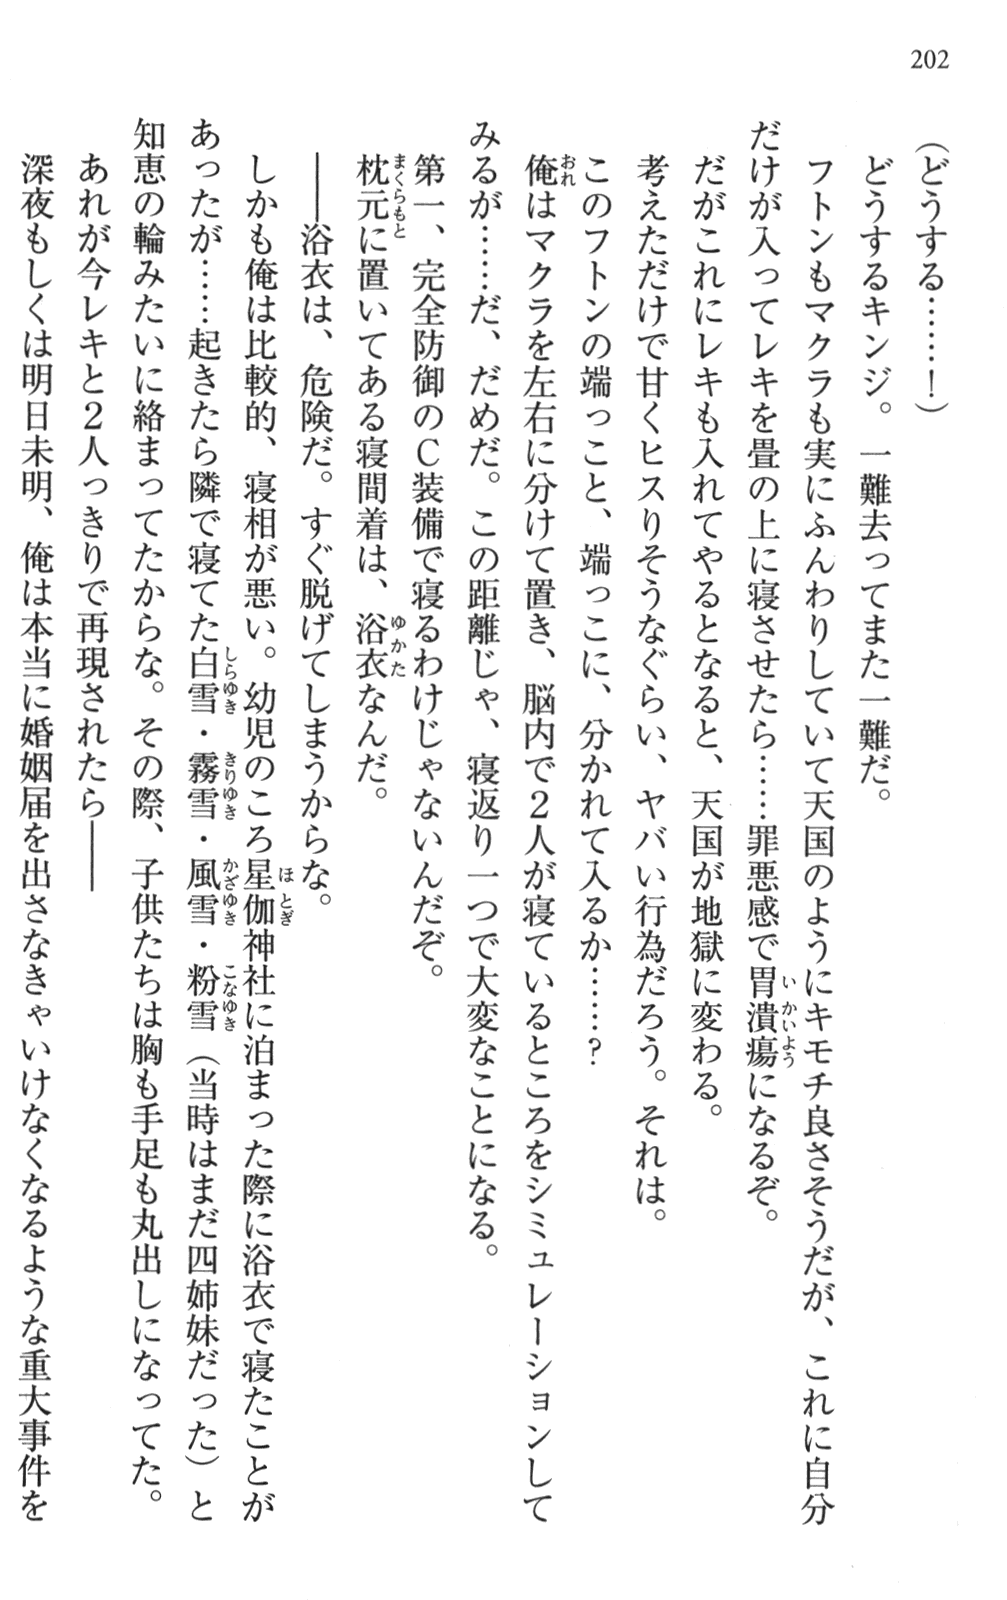 202
（どうする……！）
どうするキンジ。一難去ってまた一難だ。
フトンもマクラも実にふんわりしていて天国のようにキモチ良さそうだが、これに自分
だけが入ってレキを畳の上に寝させたら……罪悪感で胃潰瘍になるぞ。
だがこれにレキも入れてやるとなると、天国が地獄に変わる。
考えただけで甘くヒスりそうなぐらい、ヤバい行為だろう。それは。
このフトンの端っこと、端っこに、分かれて入るか……？
俺はマクラを左右に分けて置き、脳内で２人が寝ているところをシミュレーションして
みるが……だ、だめだ。この距離じゃ、寝返り一つで大変なことになる。
第一、完全防御のＣ装備で寝るわけじゃないんだぞ。
枕元に置いてある寝間着は、浴衣なんだ。
――浴衣は、危険だ。すぐ脱げてしまうからな。
しかも俺は比較的、寝相が悪い。幼児のころ星伽神社に泊まった際に浴衣で寝たことが
あったが……起きたら隣で寝てた白雪・霧雪・風雪・粉雪（当時はまだ四姉妹だった）と
知恵の輪みたいに絡まってたからな。その際、子供たちは胸も手足も丸出しになってた。
あれが今レキと２人っきりで再現されたら――
深夜もしくは明日未明、俺は本当に婚姻届を出さなきゃいけなくなるような重大事件を